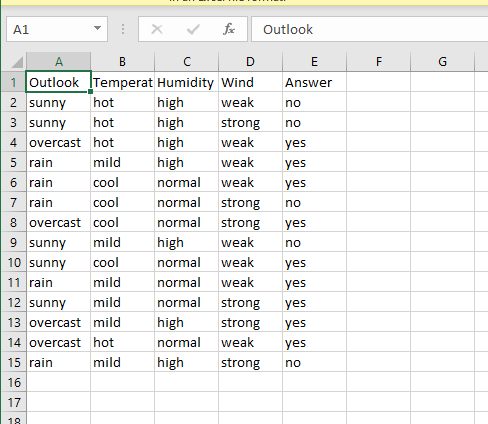 in an Excel file format.
A1 fx Outlook
A B C D E F G
1 Outlook Temperat Humidity Wind Answer
2 sunny hot high weak no
3 sunny hot high strong no
4 overcast hot high weak yes
5 rain mild high weak yes
6 rain cool normal weak yes
7 rain cool normal strong no
8 overcast cool normal strong yes
9 sunny mild high weak no
10 sunny cool normal weak yes
11 rain mild normal weak yes
12 sunny mild normal strong yes
13 overcast mild high strong yes
14 overcast hot normal weak yes
15 rain mild high strong no
16
17
18